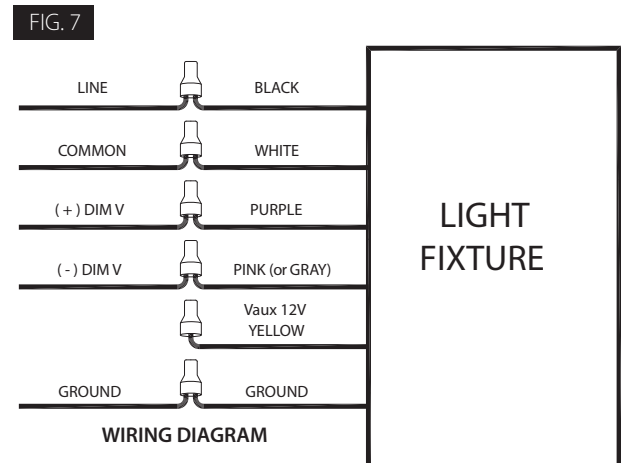 FIG. 7
LINE BLACK
COMMON WHITE
( + ) DIM V PURPLE
( - ) DIM V PINK (or GRAY)
Vaux 12V
YELLOW
GROUND GROUND
WIRING DIAGRAM
LIGHT
FIXTURE